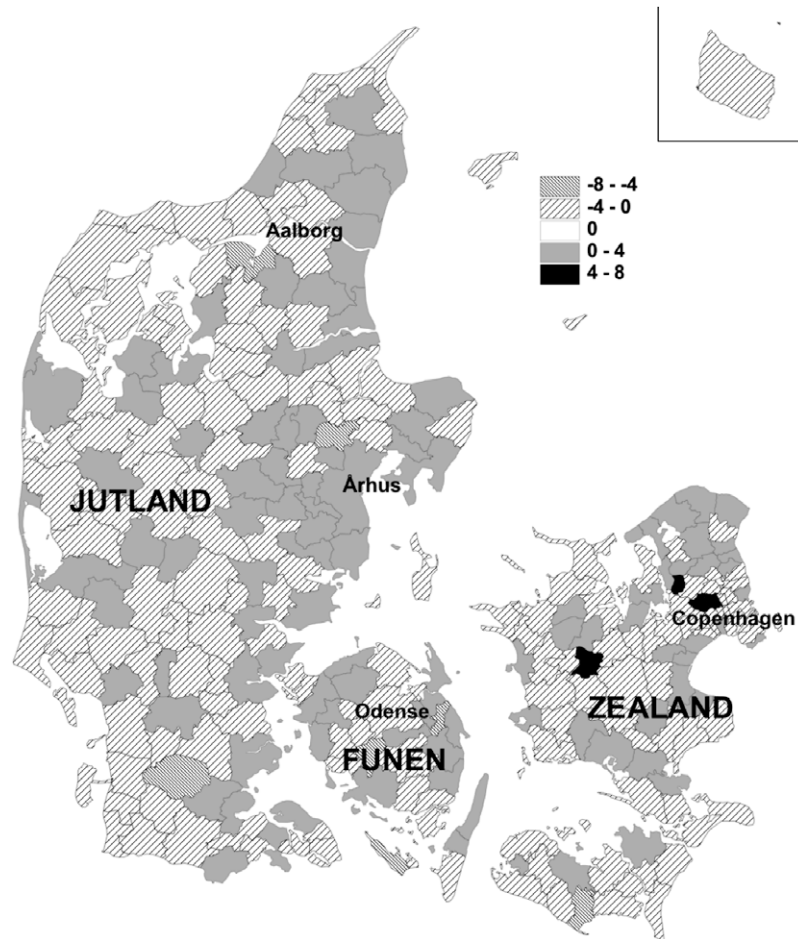 -8 - -4
-4 - 0
0
0 - 4
4 - 8
Aalborg
Århus
JUTLAND
Copenhagen
Odense
ZEALAND
FUNEN